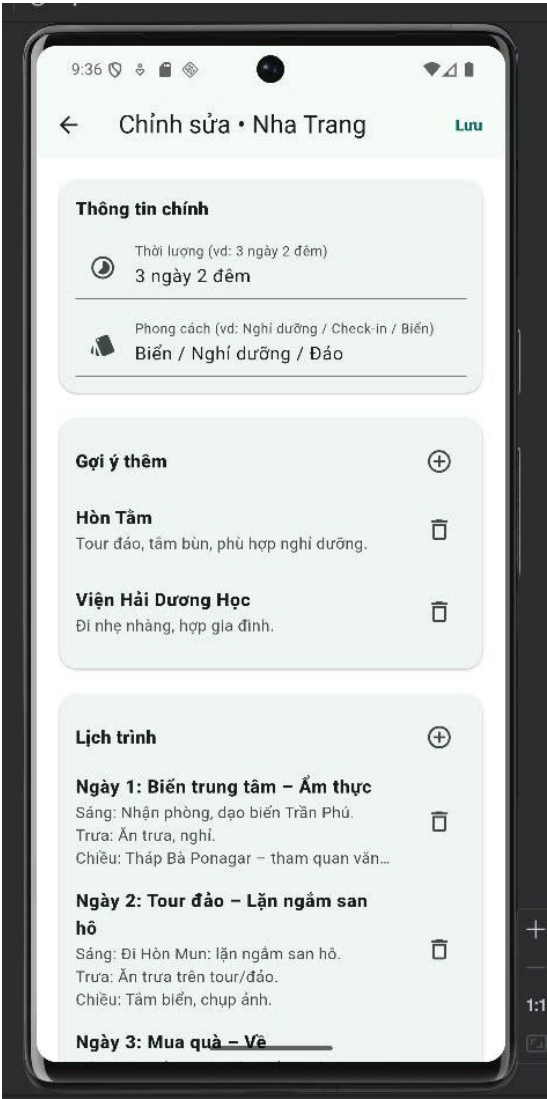 9:36
Chỉnh sửa • Nha Trang
Lưu
Thông tin chính
Thời lượng (vd: 3 ngày 2 đêm)
3 ngày 2 đêm
Phong cách (vd: Nghỉ dưỡng / Check-in / Biển)
Biển / Nghỉ dưỡng / Đảo
Gợi ý thêm
Hòn Tằm
Tour đảo, tắm bùn, phù hợp nghỉ dưỡng.
Viện Hải Dương Học
Đi nhẹ nhàng, hợp gia đình.
Lịch trình
Ngày 1: Biển trung tâm – Ẩm thực
Sáng: Nhận phòng, dạo biển Trần Phú.
Trưa: Ăn trưa, nghỉ.
Chiều: Tháp Bà Ponagar – tham quan văn…
Ngày 2: Tour đảo – Lặn ngắm san
hô
Sáng: Đi Hòn Mun: lặn ngắm san hô.
Trưa: Ăn trưa trên tour/đảo.
Chiều: Tắm biển, chụp ảnh.
Ngày 3: Mua quà – Về
1:1